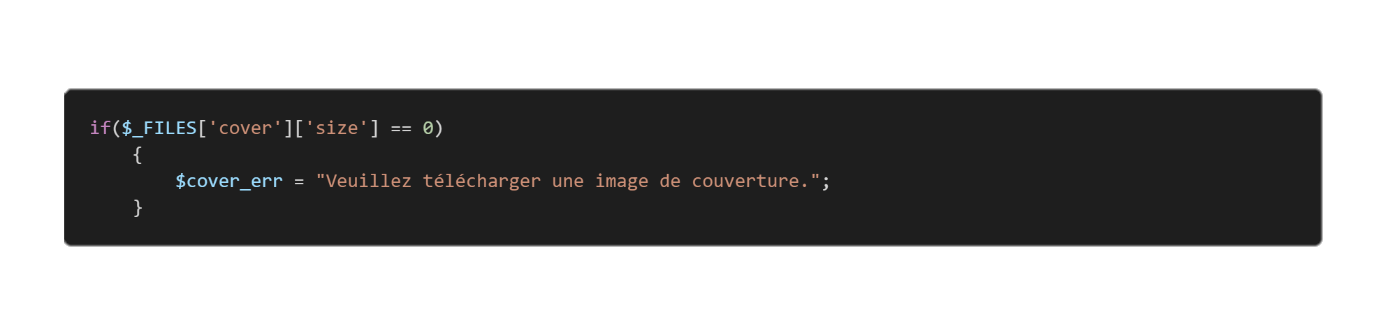 if($_FILES['cover']['size'] == 0)
    {
        $cover_err = "Veuillez télécharger une image de couverture.";
    }